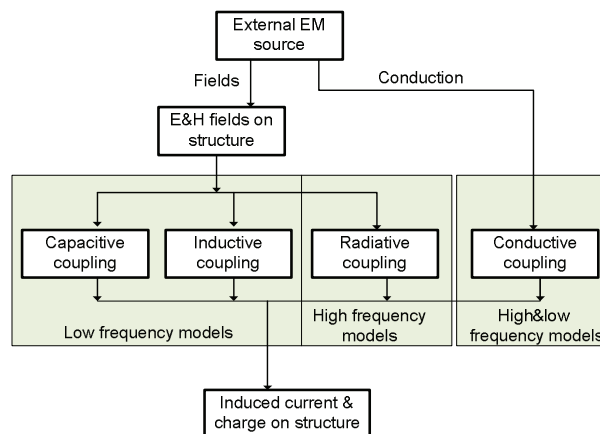 External EM
source
Fields
Conduction
E&H fields on
structure
Capacitive
coupling
Inductive
coupling
Radiative
coupling
Conductive
coupling
Low frequency models
High frequency
models
High&low
frequency models
Induced current &
charge on structure